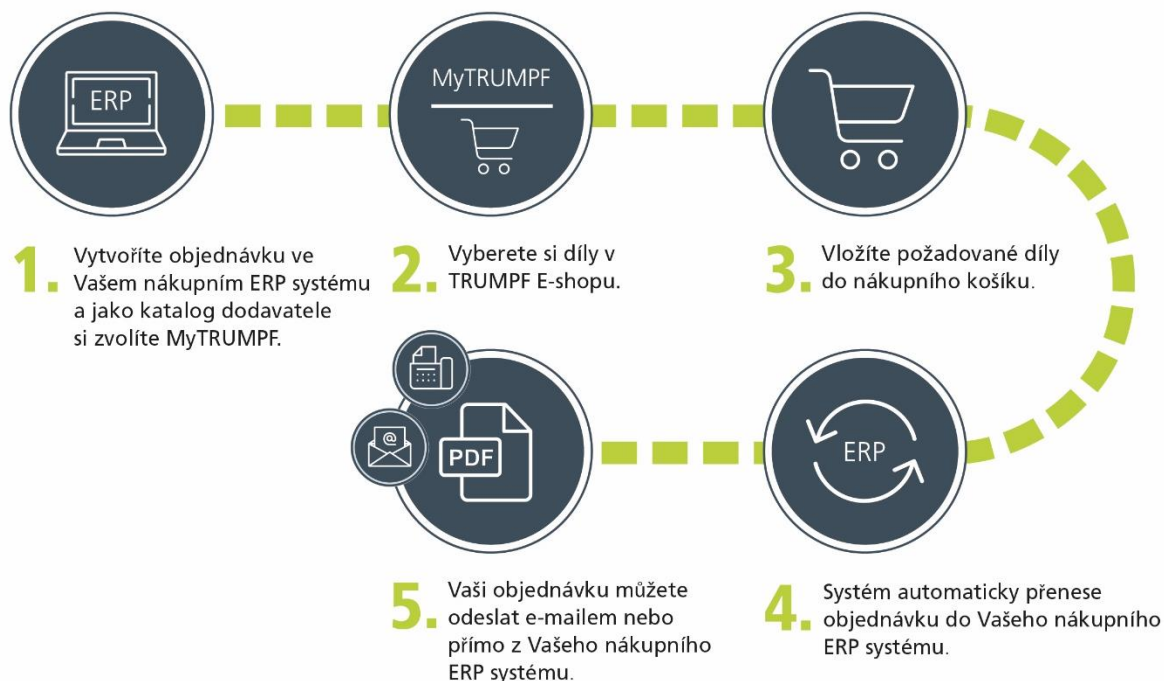 ERP
MyTRUMPF
1. Vytvoříte objednávku ve
Vašem nákupním ERP systému
a jako katalog dodavatele
si zvolíte MyTRUMPF.
2. Vyberete si díly v
TRUMPF E-shopu.
3. Vložíte požadované díly
do nákupního košíku.
ERP
4. Systém automaticky přenese
objednávku do Vašeho nákupního
ERP systému.
@
PDF
5. Vaši objednávku můžete
odeslat e-mailem nebo
přímo z Vašeho nákupního
ERP systému.